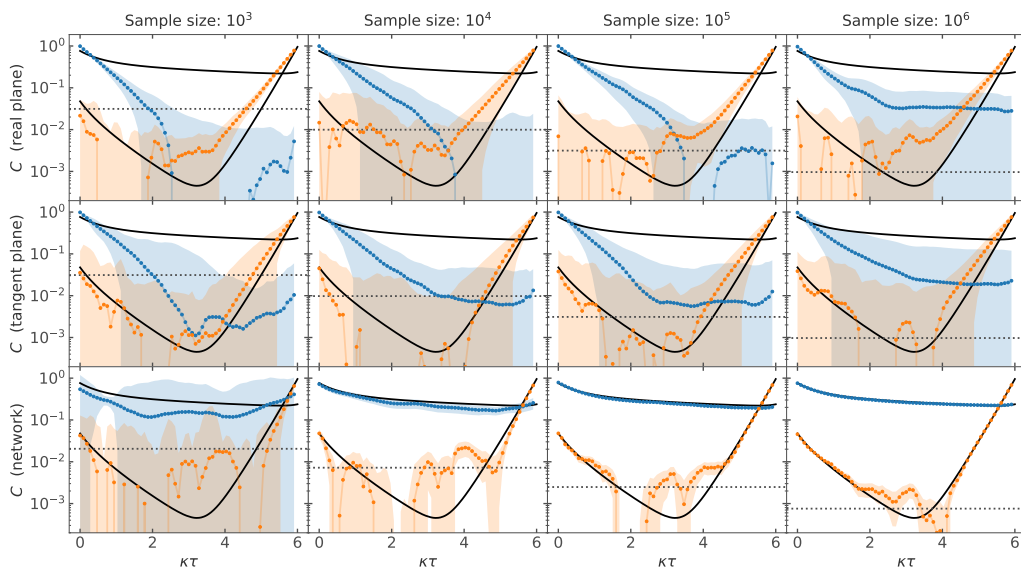 Sample size: 10³ Sample size: 10⁴ Sample size: 10⁵ Sample size: 10⁶
10⁰
10⁻¹
10⁻²
10⁻³
C (real plane)
10⁰
10⁻¹
10⁻²
10⁻³
C (tangent plane)
10⁰
10⁻¹
10⁻²
10⁻³
C (network)
0 2 4 6 0 2 4 6 0 2 4 6 0 2 4 6
κτ κτ κτ κτ